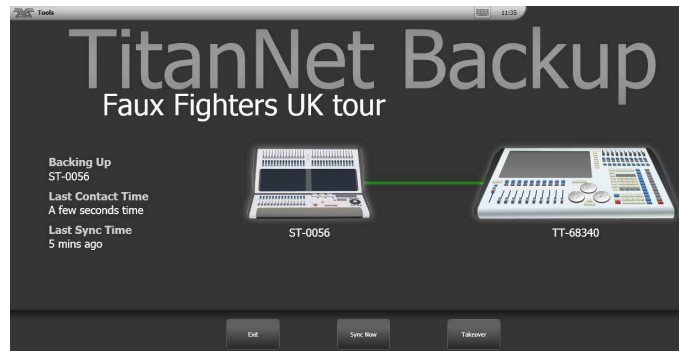 Tools
11:35
TitanNet Backup
Faux Fighters UK tour
Backing Up
ST-0056
Last Contact Time
A few seconds time
Last Sync Time
5 mins ago
ST-0056
TT-68340
Exit
Sync Now
Takeover